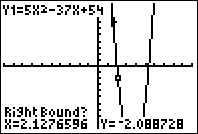 Y1=5X²-37X+54
Right Bound?
X=2.1276596 Y=-2.088728